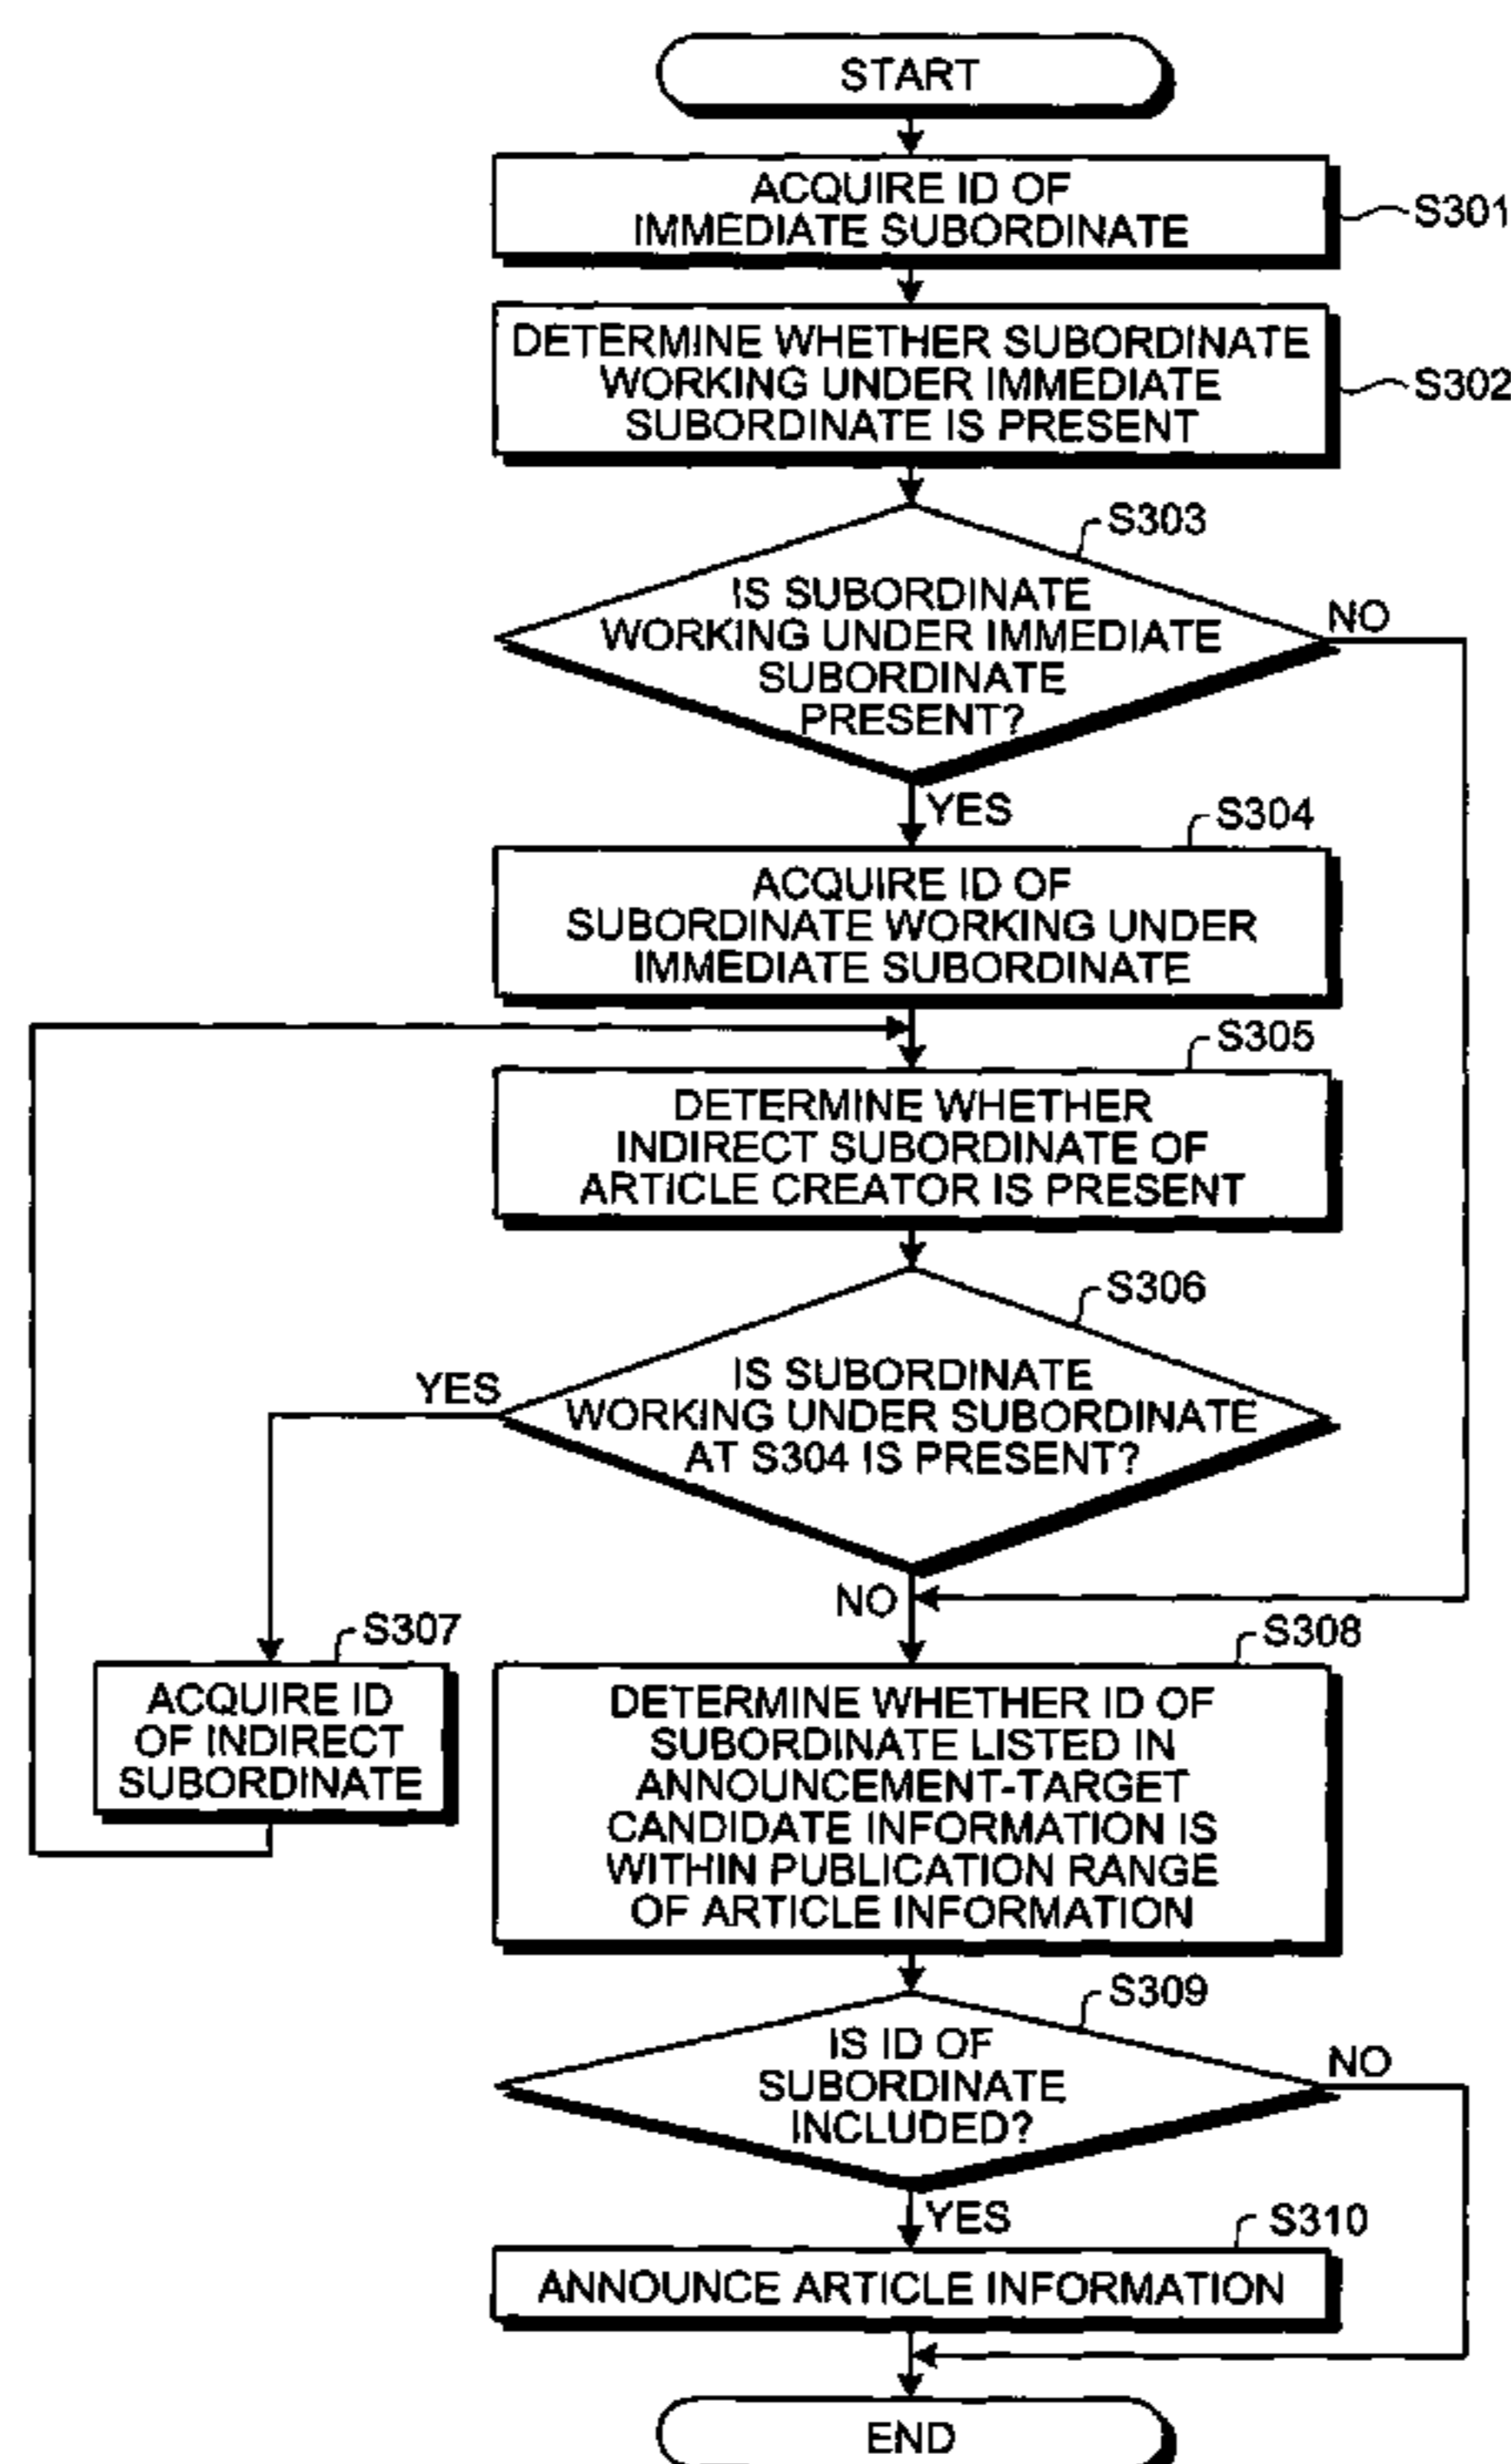 START
ACQUIRE ID OF
IMMEDIATE SUBORDINATE
S301
DETERMINE WHETHER SUBORDINATE
WORKING UNDER IMMEDIATE
SUBORDINATE IS PRESENT
S302
S303
IS SUBORDINATE
WORKING UNDER IMMEDIATE
SUBORDINATE
PRESENT?
NO
YES
S304
ACQUIRE ID OF
SUBORDINATE WORKING UNDER
IMMEDIATE SUBORDINATE
S305
DETERMINE WHETHER
INDIRECT SUBORDINATE OF
ARTICLE CREATOR IS PRESENT
S306
IS SUBORDINATE
WORKING UNDER SUBORDINATE
AT S304 IS PRESENT?
YES
NO
S307
ACQUIRE ID
OF INDIRECT
SUBORDINATE
S308
DETERMINE WHETHER ID OF
SUBORDINATE LISTED IN
ANNOUNCEMENT-TARGET
CANDIDATE INFORMATION IS
WITHIN PUBLICATION RANGE
OF ARTICLE INFORMATION
S309
IS ID OF
SUBORDINATE
INCLUDED?
NO
YES
S310
ANNOUNCE ARTICLE INFORMATION
END